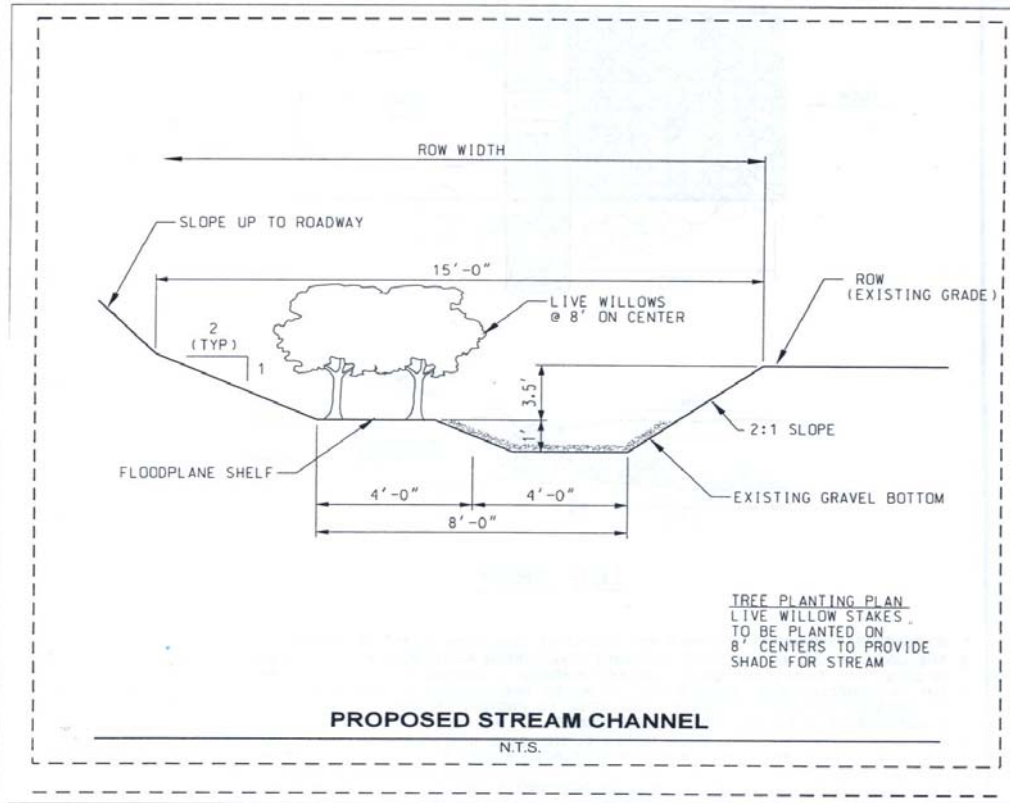 ROW WIDTH
SLOPE UP TO ROADWAY
15'-0"
ROW
(EXISTING GRADE)
LIVE WILLOWS
@ 8' ON CENTER
2
(TYP)
1
3.5'
1'
2:1 SLOPE
FLOODPLANE SHELF
EXISTING GRAVEL BOTTOM
4'-0"
4'-0"
8'-0"
TREE PLANTING PLAN
LIVE WILLOW STAKES
TO BE PLANTED ON
8' CENTERS TO PROVIDE
SHADE FOR STREAM
PROPOSED STREAM CHANNEL
N.T.S.